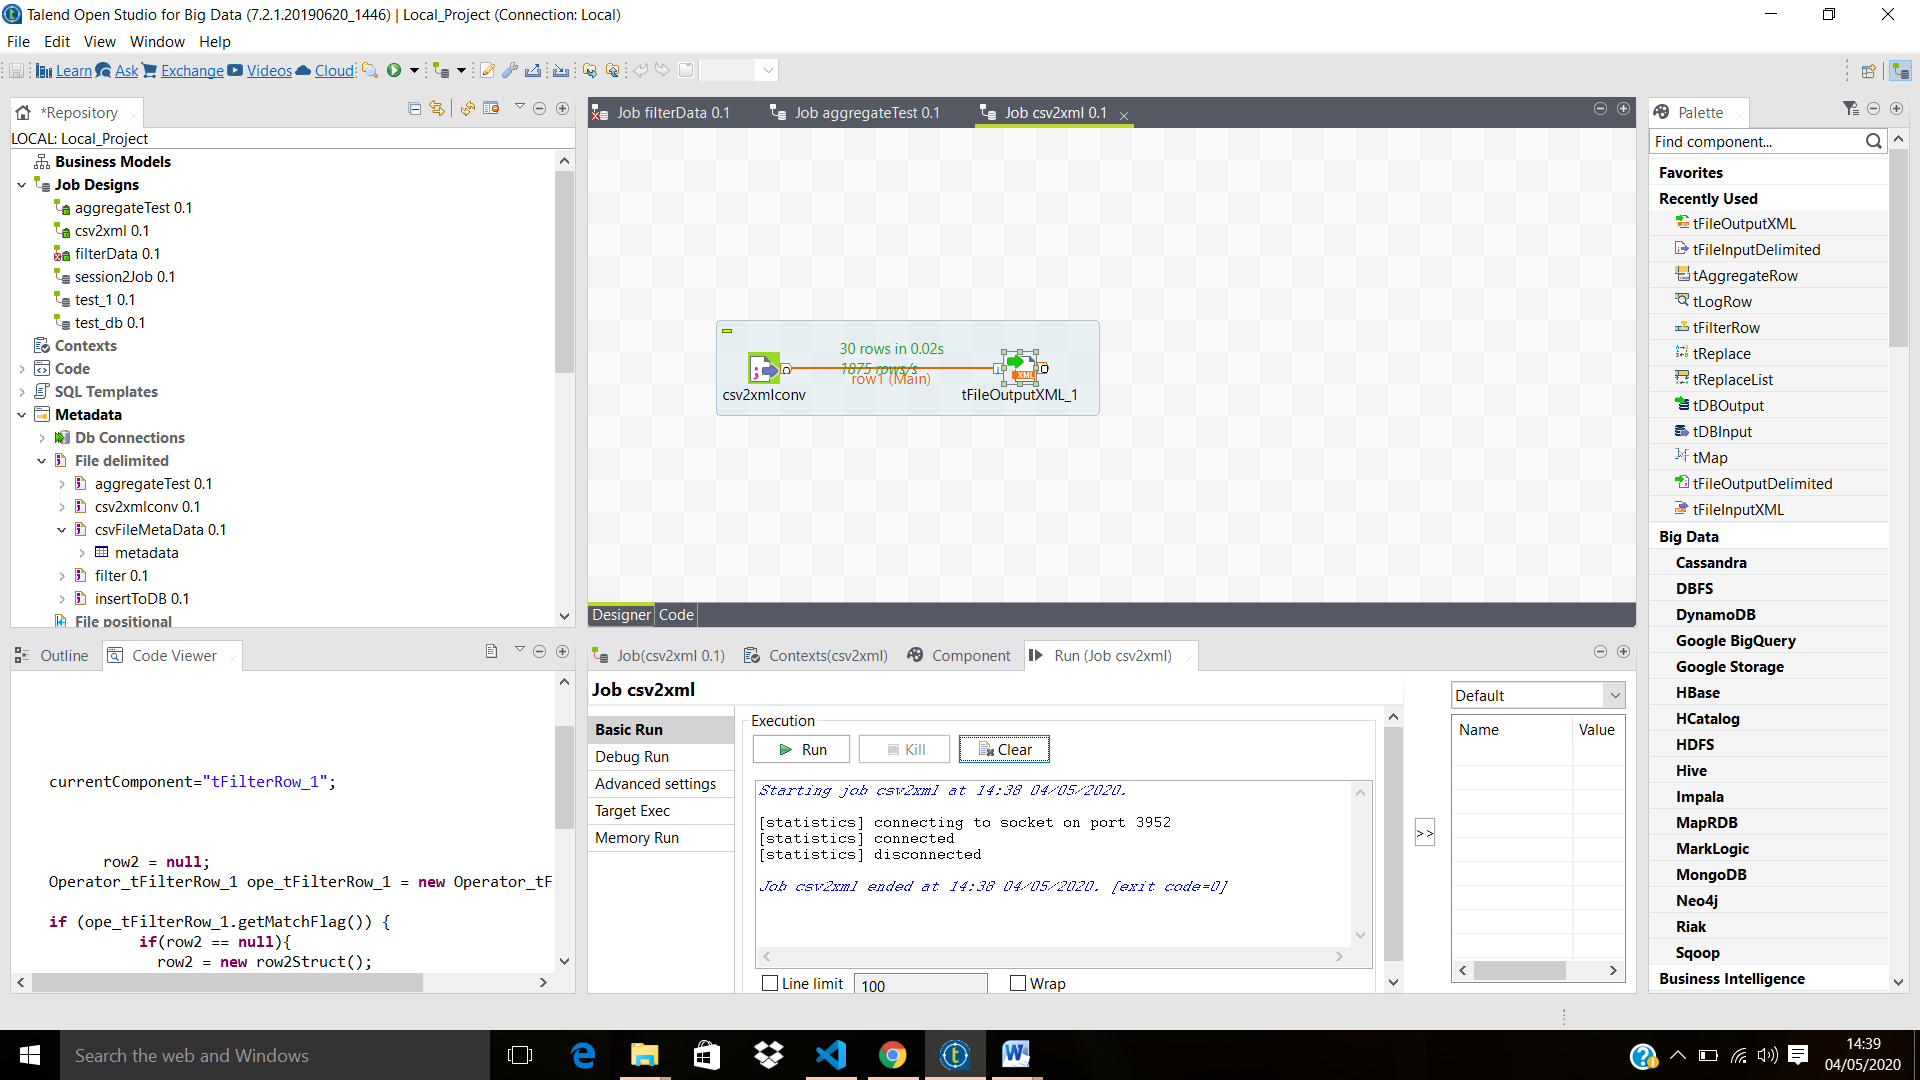 Talend Open Studio for Big Data (7.2.1.20190620_1446) | Local_Project (Connection: Local)
File Edit View Window Help
Learn Ask Exchange Videos Cloud
*Repository
LOCAL: Local_Project
Business Models
Job Designs
aggregateTest 0.1
csv2xml 0.1
filterData 0.1
session2Job 0.1
test_1 0.1
test_db 0.1
Contexts
Code
SQL Templates
Metadata
Db Connections
File delimited
aggregateTest 0.1
csv2xmlconv 0.1
csvFileMetaData 0.1
metadata
filter 0.1
insertToDB 0.1
File positional
Job filterData 0.1 Job aggregateTest 0.1 Job csv2xml 0.1
30 rows in 0.02s
1875 rows/s
row1 (Main)
XML
csv2xmlconv tFileOutputXML_1
Designer Code
Palette
Find component...
Favorites
Recently Used
tFileOutputXML
tFileInputDelimited
tAggregateRow
tLogRow
tFilterRow
tReplace
tReplaceList
tDBOutput
tDBInput
tMap
tFileOutputDelimited
tFileInputXML
Big Data
Cassandra
DBFS
DynamoDB
Google BigQuery
Google Storage
HBase
HCatalog
HDFS
Hive
Impala
MapRDB
MarkLogic
MongoDB
Neo4j
Riak
Sqoop
Business Intelligence
Outline Code Viewer
currentComponent="tFilterRow_1";
row2 = null;
Operator_tFilterRow_1 ope_tFilterRow_1 = new Operator_tF
if (ope_tFilterRow_1.getMatchFlag()) {
if(row2 == null){
row2 = new row2Struct();
Job(csv2xml 0.1) Contexts(csv2xml) Component Run (Job csv2xml)
Job csv2xml
Basic Run
Debug Run
Advanced settings
Target Exec
Memory Run
Execution
Run Kill Clear
Starting job csv2xml at 14:38 04/05/2020.
[statistics] connecting to socket on port 3952
[statistics] connected
[statistics] disconnected
Job csv2xml ended at 14:38 04/05/2020. [exit code=0]
Line limit 100 Wrap
>>
Default
Name Value
Search the web and Windows
14:39
04/05/2020